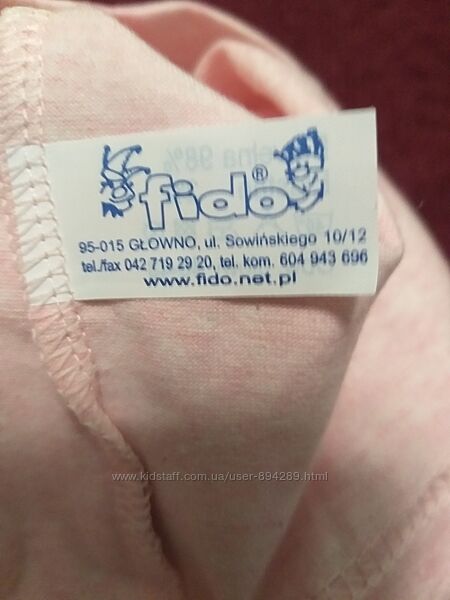 fido®
95-015 GŁOWNO, ul. Sowińskiego 10/12
tel./fax 042 719 29 20, tel. kom. 604 943 696
www.fido.net.pl
www.kidstaff.com.ua/user-894289.html